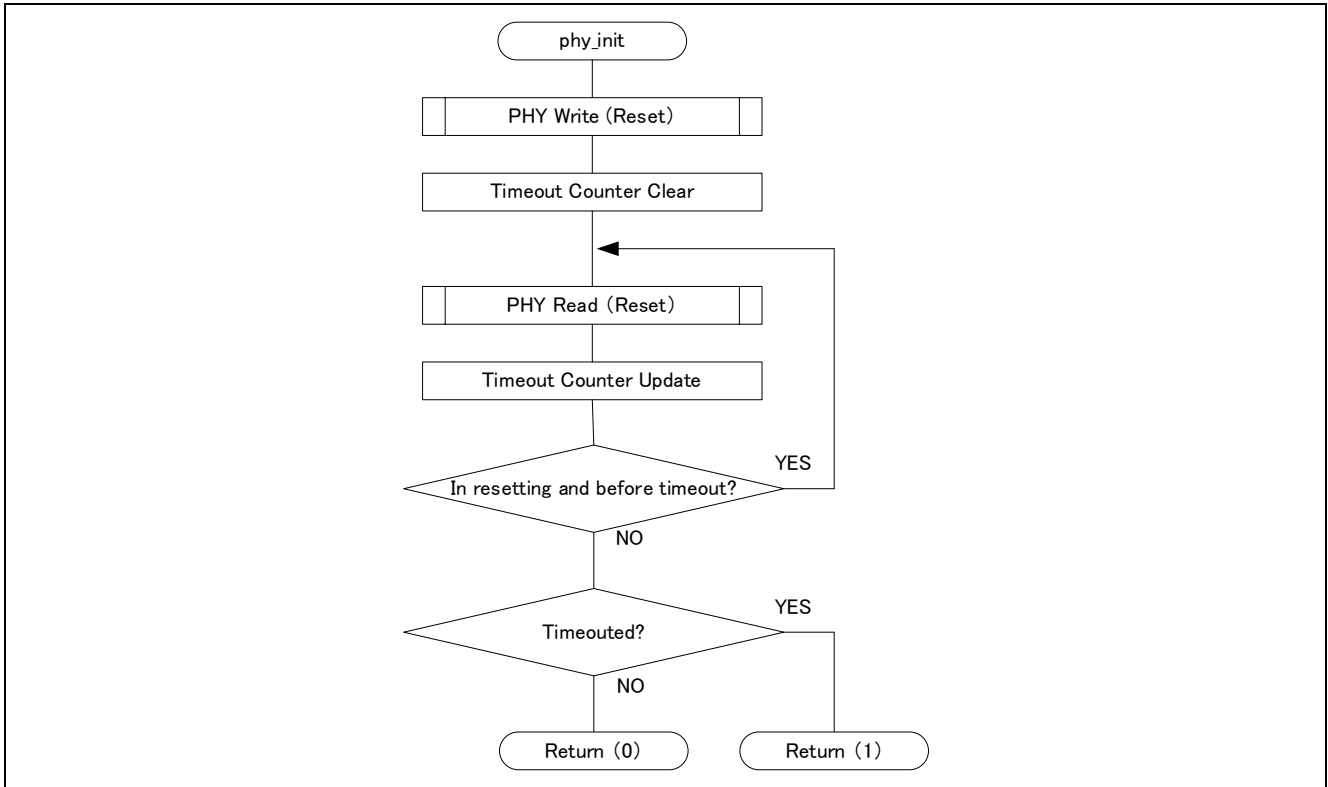 phy_init
PHY Write (Reset)
Timeout Counter Clear
PHY Read (Reset)
Timeout Counter Update
YES
In resetting and before timeout?
NO
YES
Timeouted?
NO
Return (0)
Return (1)